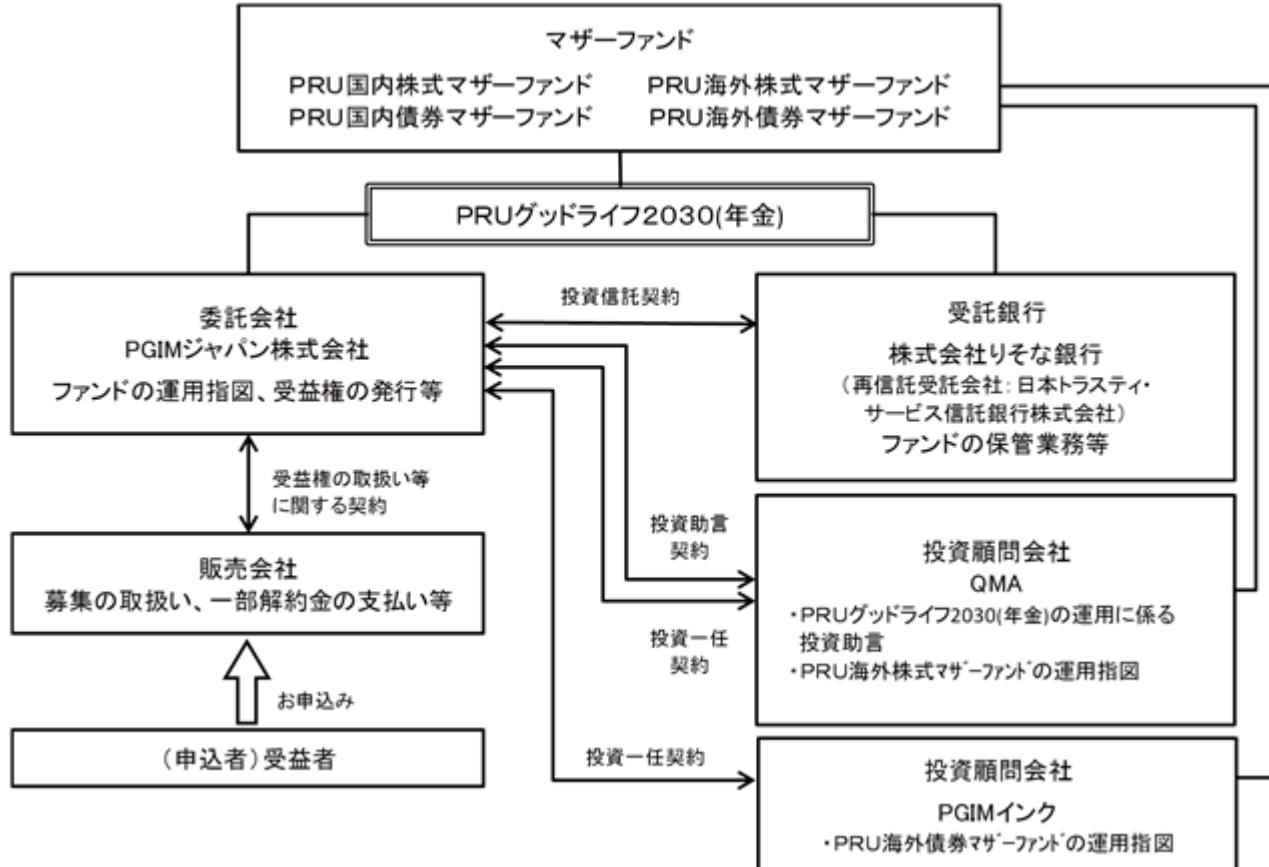 マザーファンド
PRU国内株式マザーファンド PRU海外株式マザーファンド
PRU国内債券マザーファンド PRU海外債券マザーファンド
PRUグッドライフ2030(年金)
委託会社
PGIMジャパン株式会社
ファンドの運用指図、受益権の発行等
投資信託契約
受託銀行
株式会社りそな銀行
(再信託受託会社:日本トラスティ・
サービス信託銀行株式会社)
ファンドの保管業務等
受益権の取扱い等
に関する契約
投資助言
契約
投資一任
契約
投資顧問会社
QMA
・PRUグッドライフ2030(年金)の運用に係る
投資助言
・PRU海外株式マザーファンドの運用指図
販売会社
募集の取扱い、一部解約金の支払い等
お申込み
(申込者)受益者
投資一任契約
投資顧問会社
PGIMインク
・PRU海外債券マザーファンドの運用指図